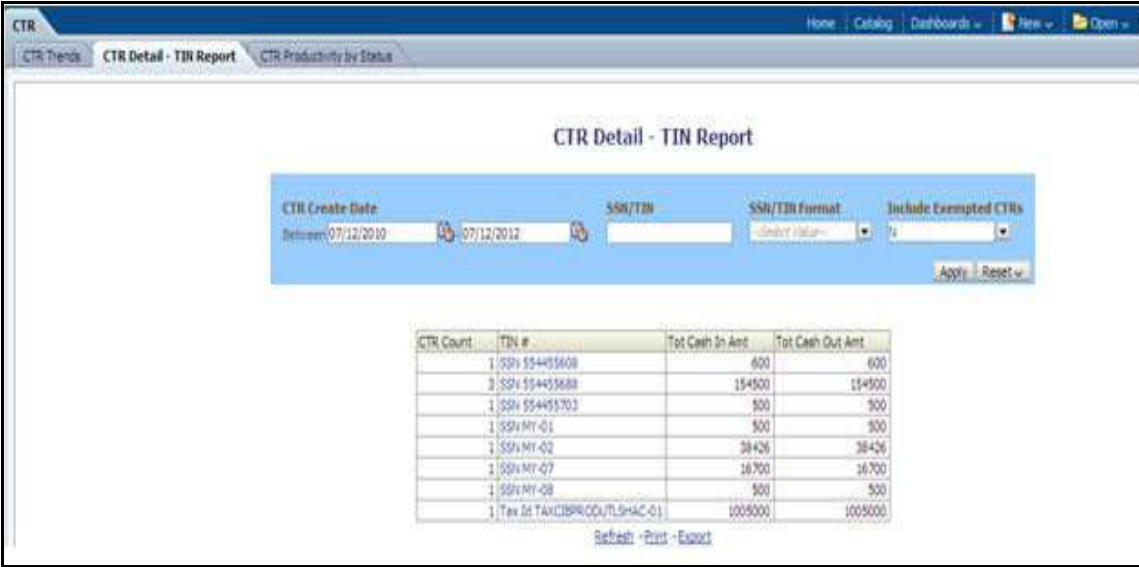 CTR Home Catalog Dashboards New Open
CTR Trends CTR Detail - TIN Report CTR Productivity by Status
CTR Detail - TIN Report
CTR Create Date SSN/TIN SSN/TIN Format Include Exempted CTRs
Between 07/12/2010 - 07/12/2012 --Select Value-- N
Apply Reset
CTR Count TIN # Tot Cash In Amt Tot Cash Out Amt
1 SSN 554455608 600 600
3 SSN 554455688 154500 154500
1 SSN 554455703 500 500
1 SSN MY-01 500 500
1 SSN MY-02 38426 38426
1 SSN MY-07 16700 16700
1 SSN MY-08 500 500
1 Tax Id 1005000 1005000
Refresh - Print - Export